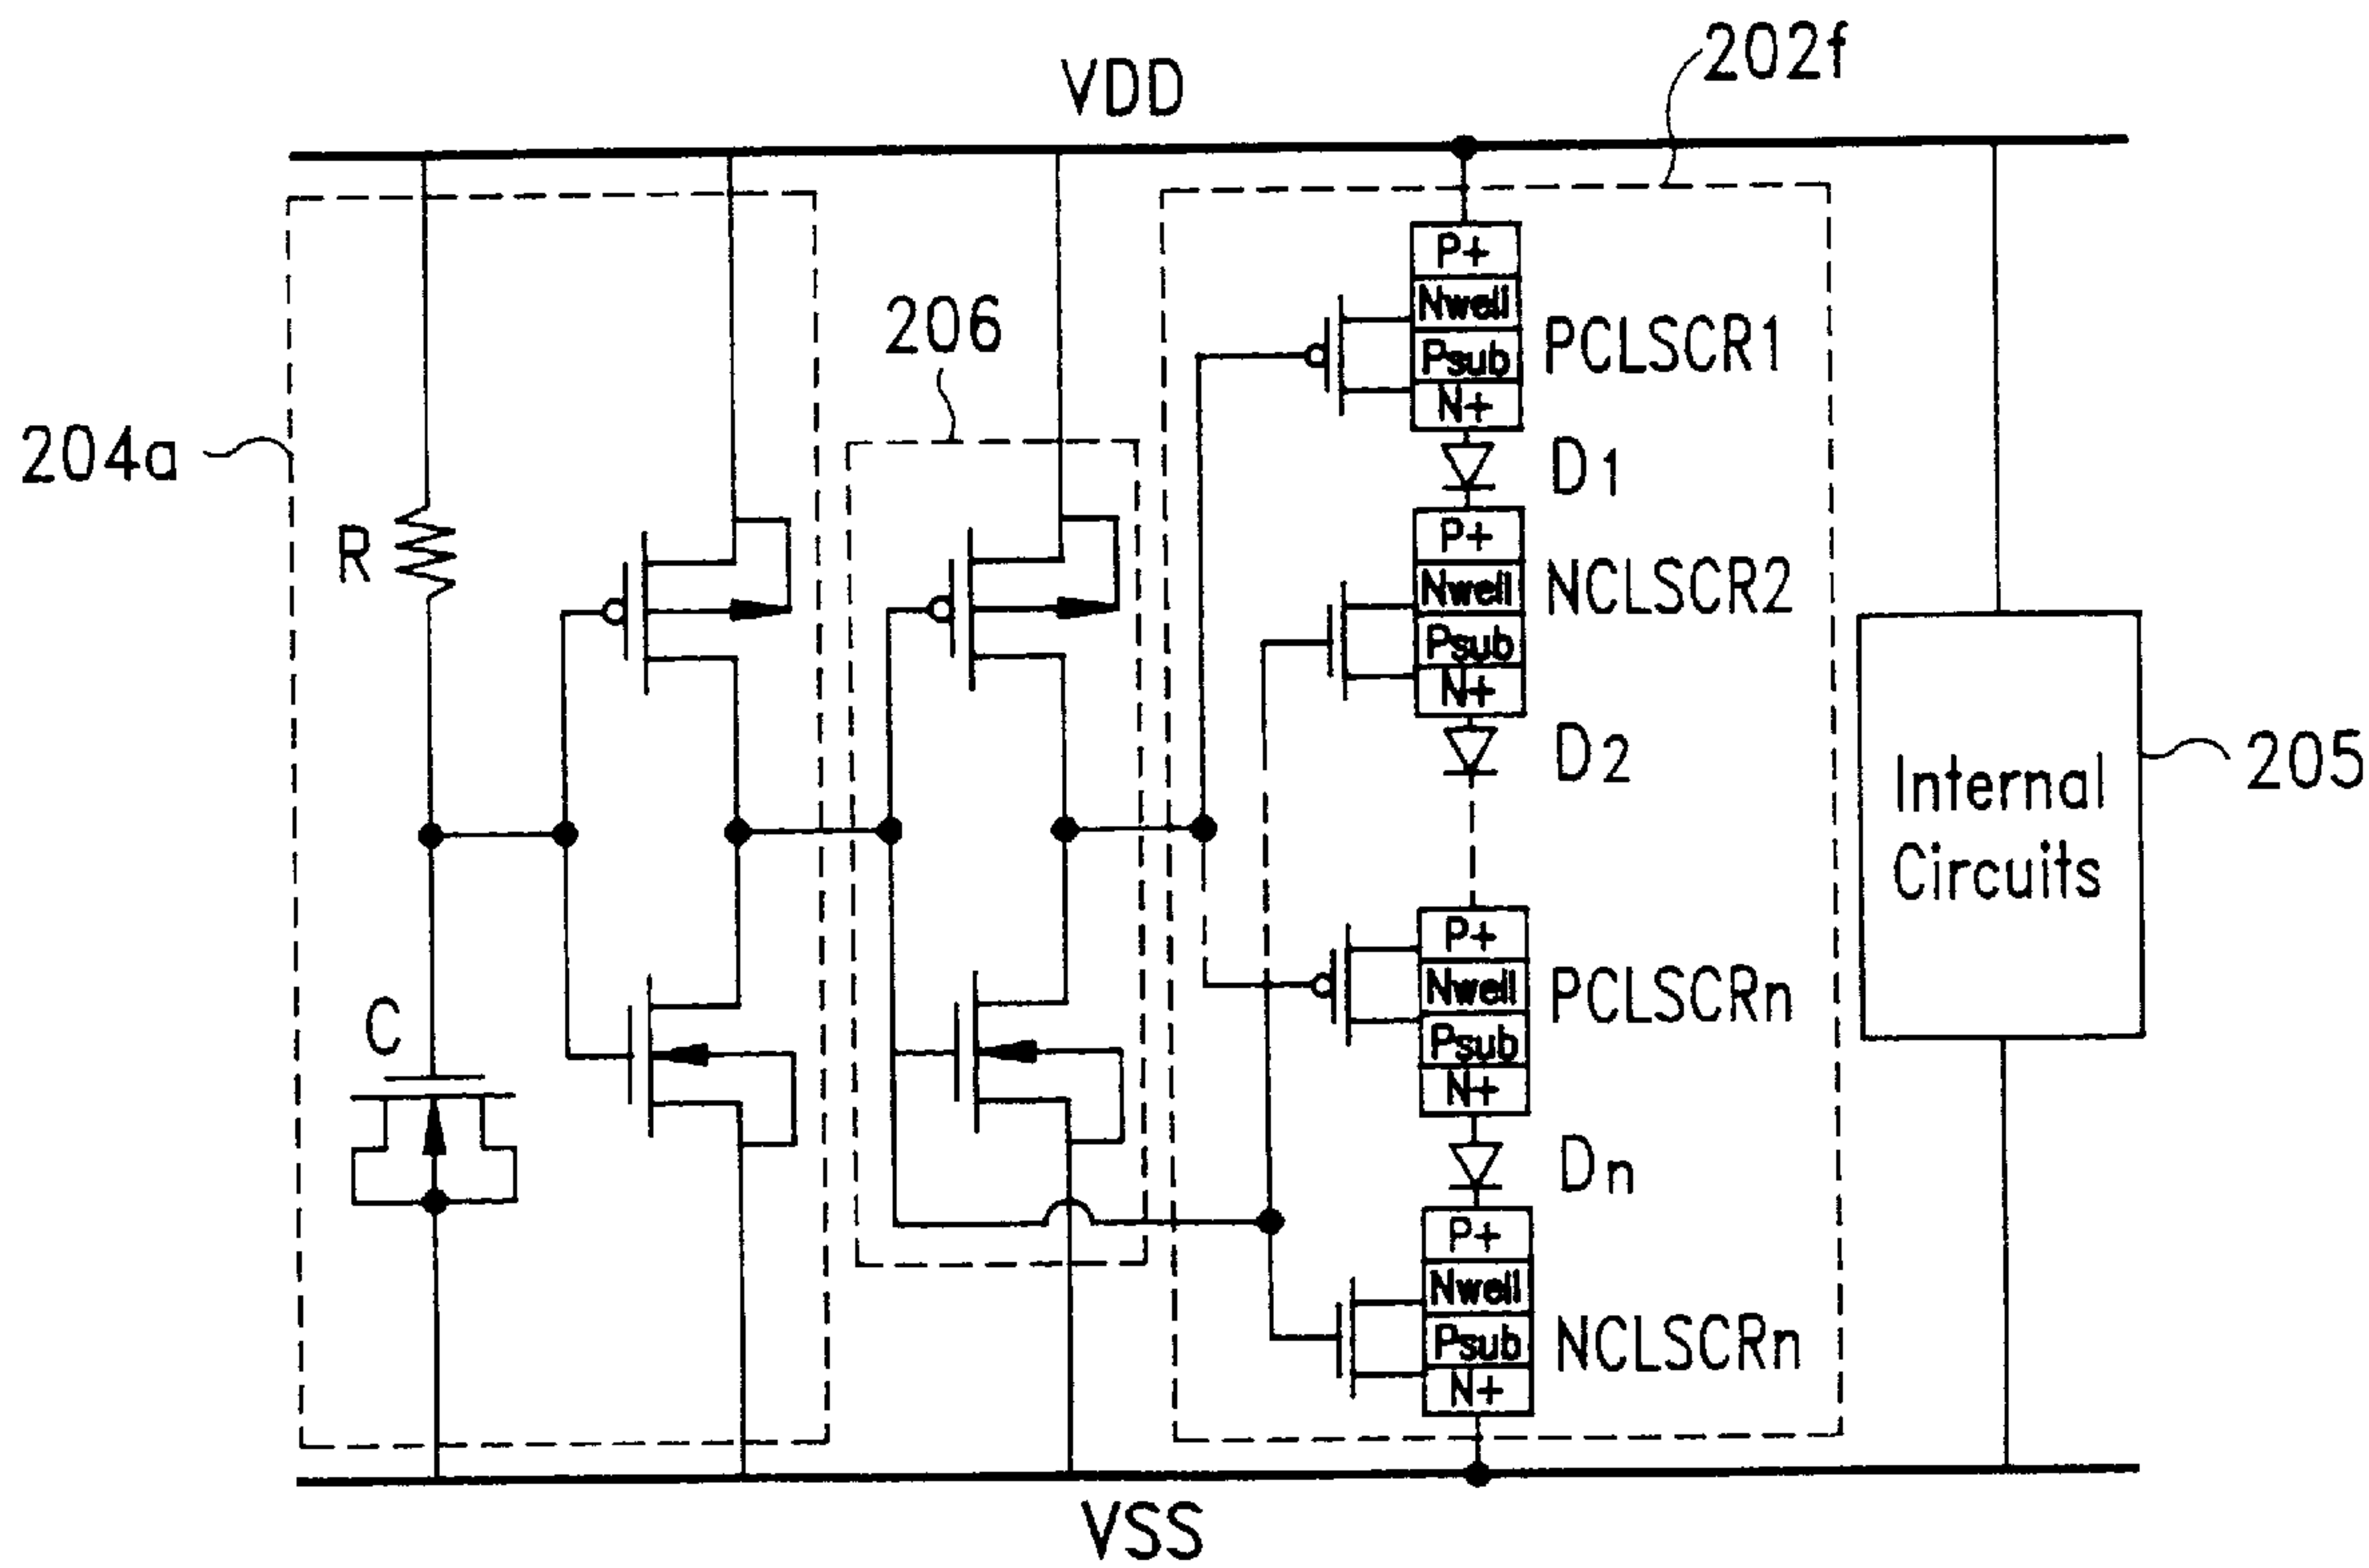 202f
VDD
P+
Nwell
Psub
N+
PCLSCR1
206
204a
D1
R
P+
Nwell
Psub
N+
NCLSCR2
D2
Internal
Circuits
205
P+
Nwell
Psub
N+
PCLSCRn
C
Dn
P+
Nwell
Psub
N+
NCLSCRn
VSS